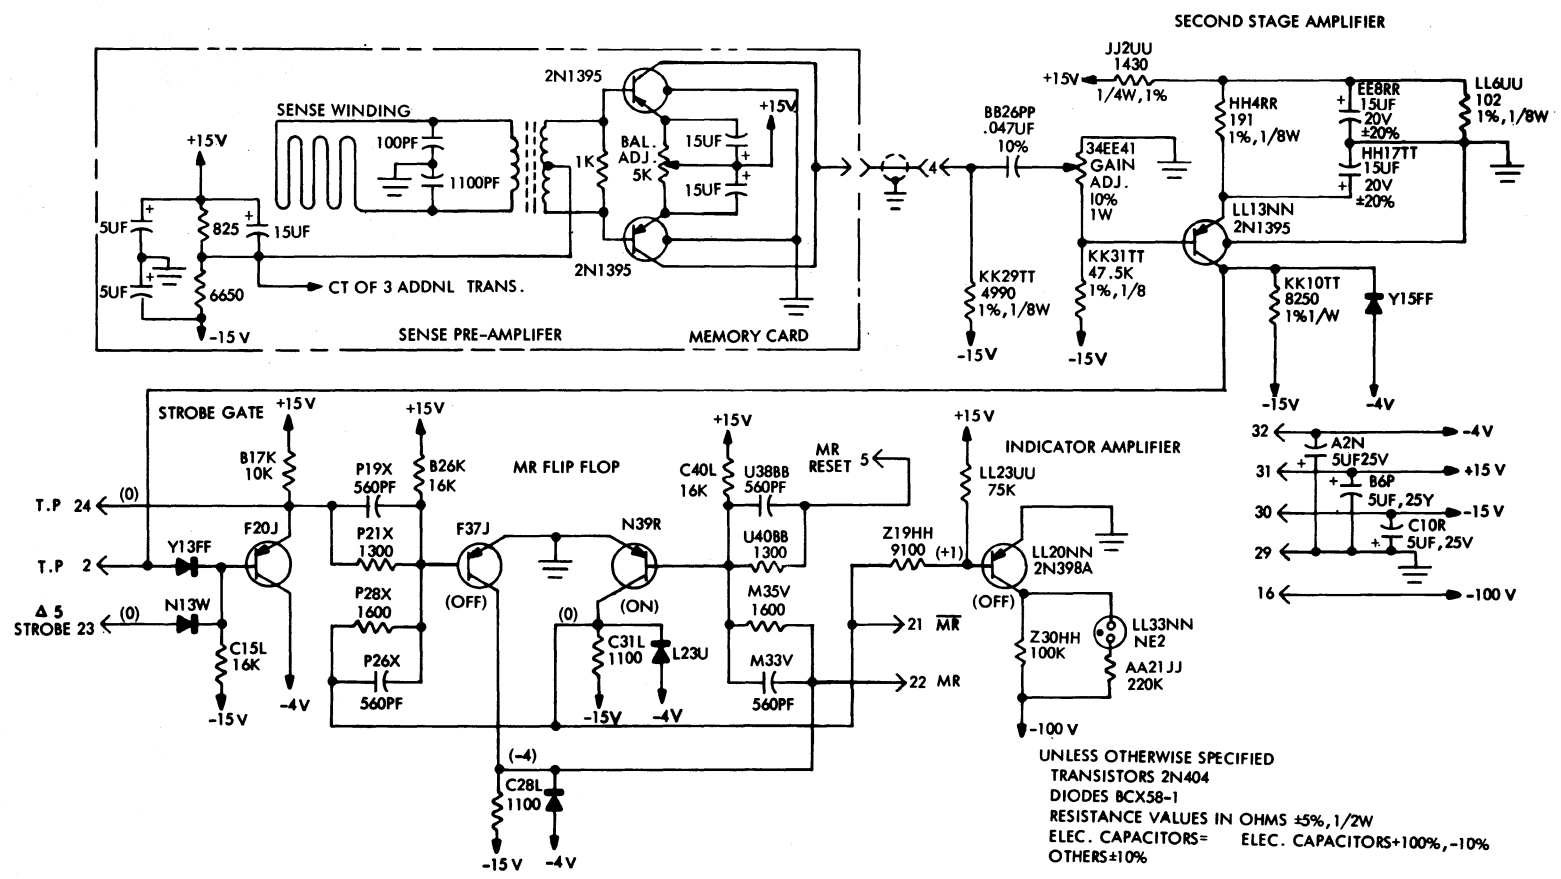 SECOND STAGE AMPLIFIER
JJ2UU
1430
+15V
1/4W,1%
2N1395
SENSE WINDING
100PF
1100PF
1K
BAL.
ADJ.
5K
15UF
+
+15V
+
15UF
2N1395
+15V
+
5UF
825
+
15UF
+
5UF
6650
-15 V
CT OF 3 ADDNL TRANS.
SENSE PRE-AMPLIFER
MEMORY CARD
4
BB26PP
.047UF
10%
34EE41
GAIN
ADJ.
10%
1W
HH4RR
191
1%,1/8W
EE8RR
15UF
20V
±20%
+
HH17TT
15UF
20V
±20%
+
LL6UU
102
1%,1/8W
LL13NN
2N1395
KK29TT
4990
1%,1/8W
-15V
KK31TT
47.5K
1%,1/8
-15V
KK10TT
8250
1%1/W
-15V
Y15FF
-4V
STROBE GATE
+15V
B17K
10K
+15V
P19X
560PF
B26K
16K
MR FLIP FLOP
+15V
C40L
16K
U38BB
560PF
MR
RESET 5
+15V
INDICATOR AMPLIFIER
LL23UU
75K
32
A2N
5UF25V
+
-4V
31
+
B6P
5UF,25Y
+15 V
30
C10R
5UF,25V
+
-15 V
29
16
-100 V
T.P 24
(0)
F20J
P21X
1300
F37J
N39R
U40BB
1300
Z19HH
9100
(+1)
LL20NN
2N398A
T.P 2
Y13FF
(OFF)
(ON)
(OFF)
Δ 5
STROBE 23
(0)
N13W
P28X
1600
(0)
M35V
1600
21 MR
C15L
16K
-15V
-4V
P26X
560PF
C31L
1100
L23U
-15V
-4V
M33V
560PF
22 MR
Z30HH
100K
LL33NN
NE2
AA21JJ
220K
-100 V
(-4)
C28L
1100
-15 V
-4V
UNLESS OTHERWISE SPECIFIED
TRANSISTORS 2N404
DIODES BCX58-1
RESISTANCE VALUES IN OHMS ±5%,1/2W
ELEC. CAPACITORS= ELEC. CAPACITORS+100%,-10%
OTHERS±10%